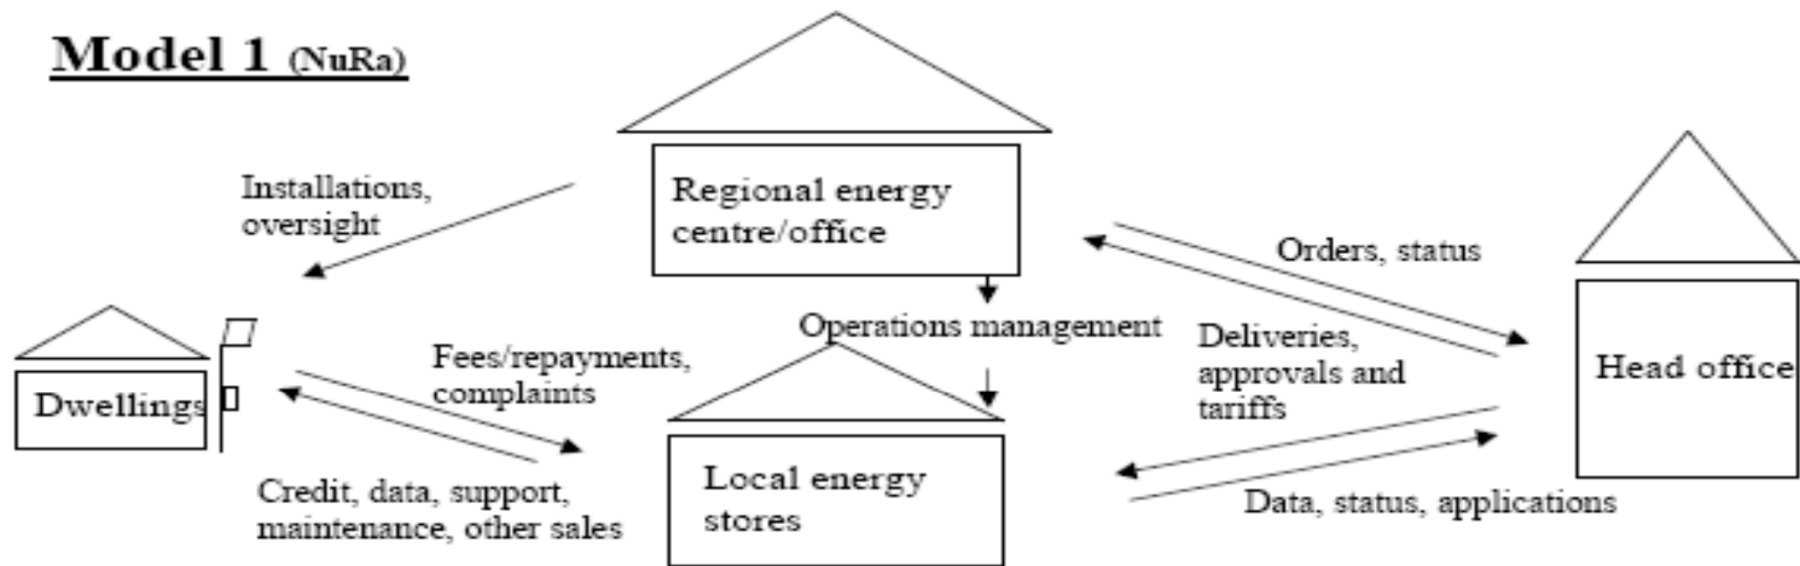 Model 1 (NuRa)
Installations,
oversight
Regional energy
centre/office
Orders, status
Operations management
Deliveries,
approvals and
tariffs
Head office
Fees/repayments,
complaints
Dwellings
Credit, data, support,
maintenance, other sales
Local energy
stores
Data, status, applications